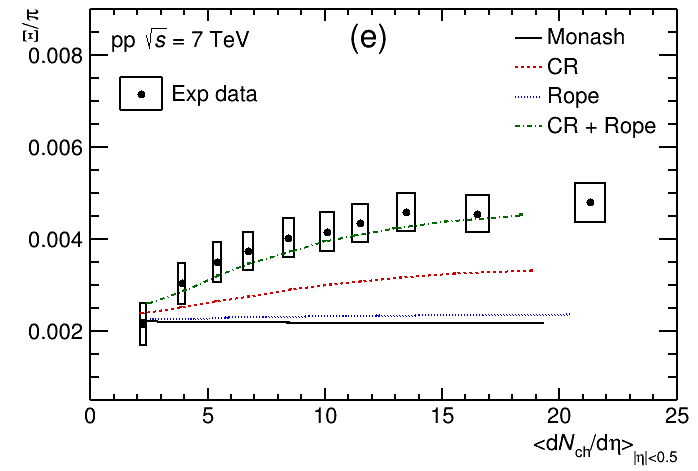 Ξ/π
pp √s = 7 TeV
(e)
Exp data
Monash
CR
Rope
CR + Rope
0.008
0.006
0.004
0.002
0 5 10 15 20 25
<dN_ch/dη>_|η|<0.5